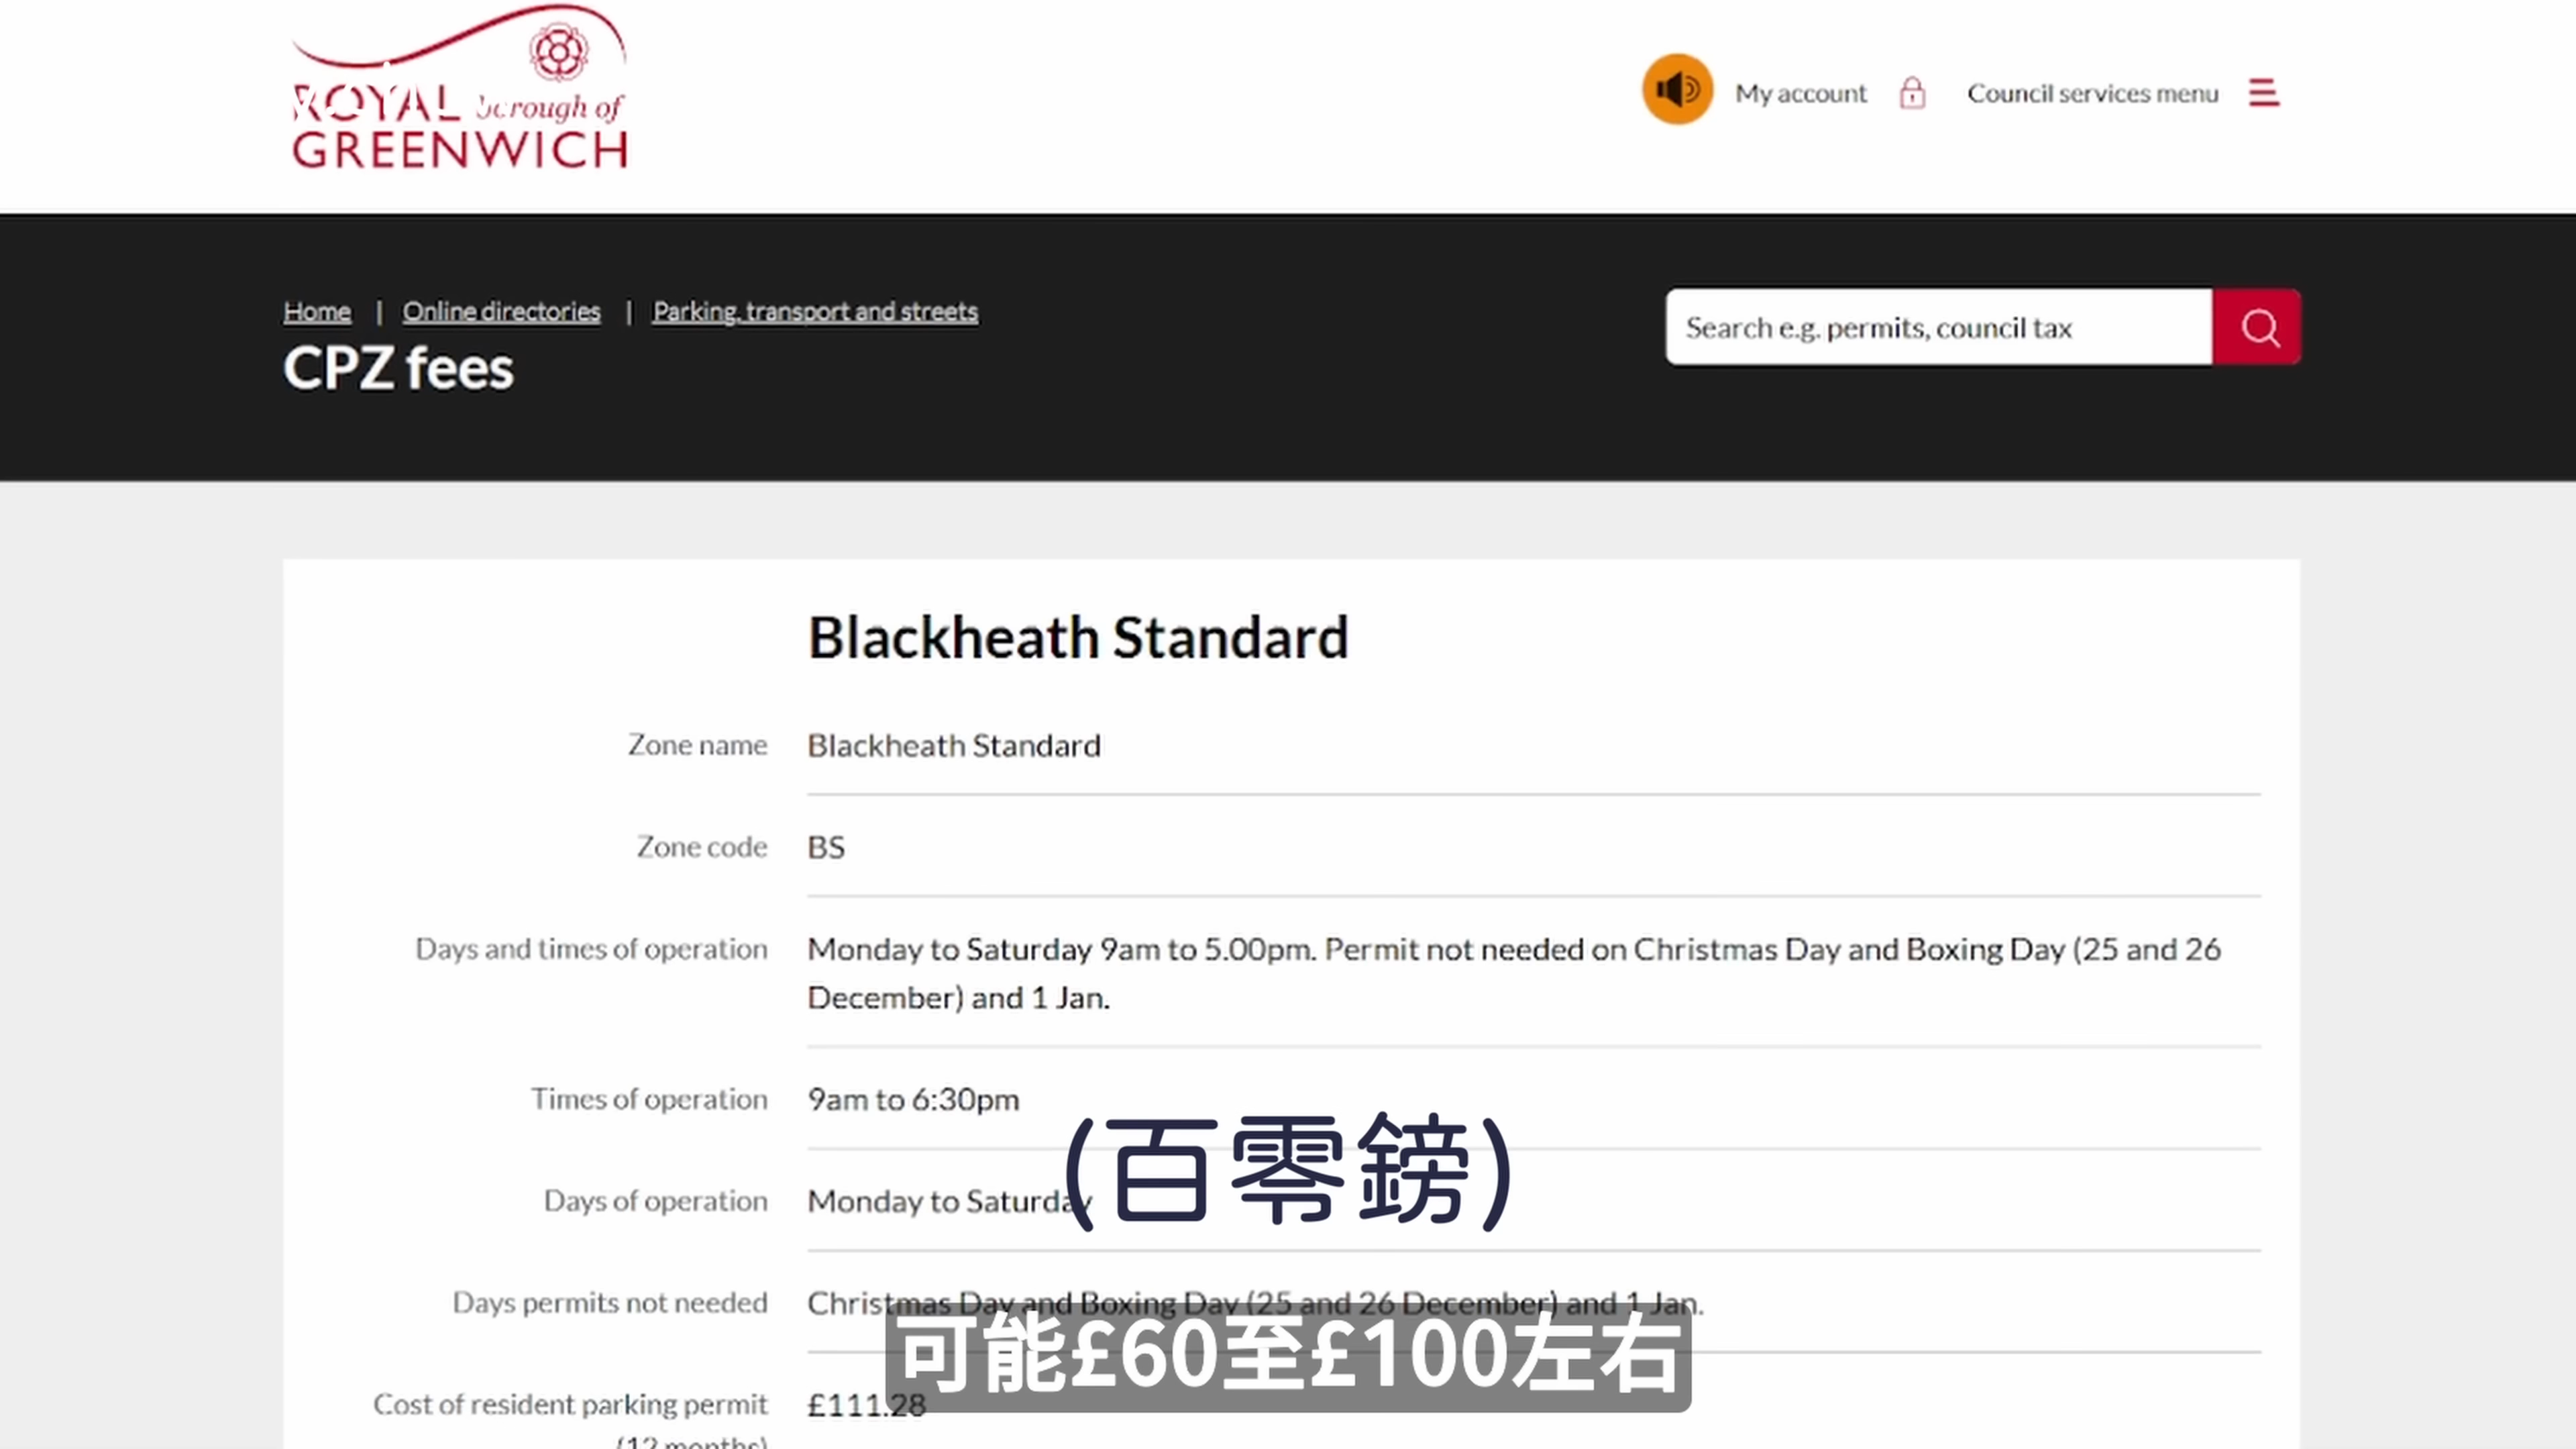 ROYAL borough of
GREENWICH
My account
Council services menu
Home | Online directories | Parking, transport and streets
CPZ fees
Search e.g. permits, council tax
Blackheath Standard
Zone name Blackheath Standard
Zone code BS
Days and times of operation Monday to Saturday 9am to 5.00pm. Permit not needed on Christmas Day and Boxing Day (25 and 26
December) and 1 Jan.
Times of operation 9am to 6:30pm
(百零鎊)
Days of operation Monday to Saturday
Days permits not needed Christmas Day and Boxing Day (25 and 26 December) and 1 Jan.
可能£60至£100左右
Cost of resident parking permit £111.28
(12 months)